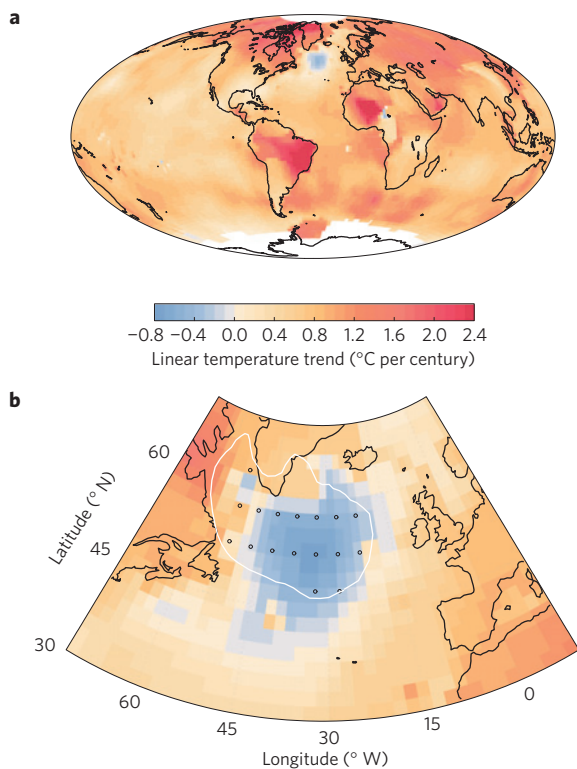 a
−0.8 −0.4 0.0 0.4 0.8 1.2 1.6 2.0 2.4
Linear temperature trend (°C per century)
b
60
45
30
Latitude (° N)
60
45
30
15
0
Longitude (° W)